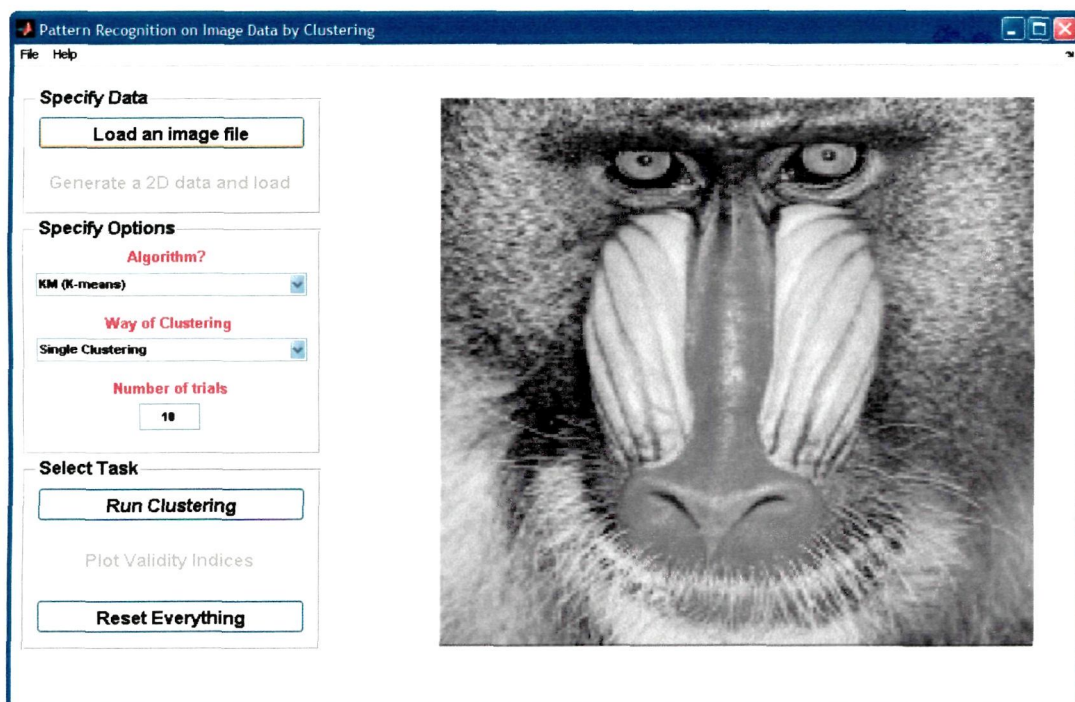 Pattern Recognition on Image Data by Clustering
File Help
Specify Data
Load an image file
Generate a 2D data and load
Specify Options
Algorithm?
KM (K-means)
Way of Clustering
Single Clustering
Number of trials
10
Select Task
Run Clustering
Plot Validity Indices
Reset Everything